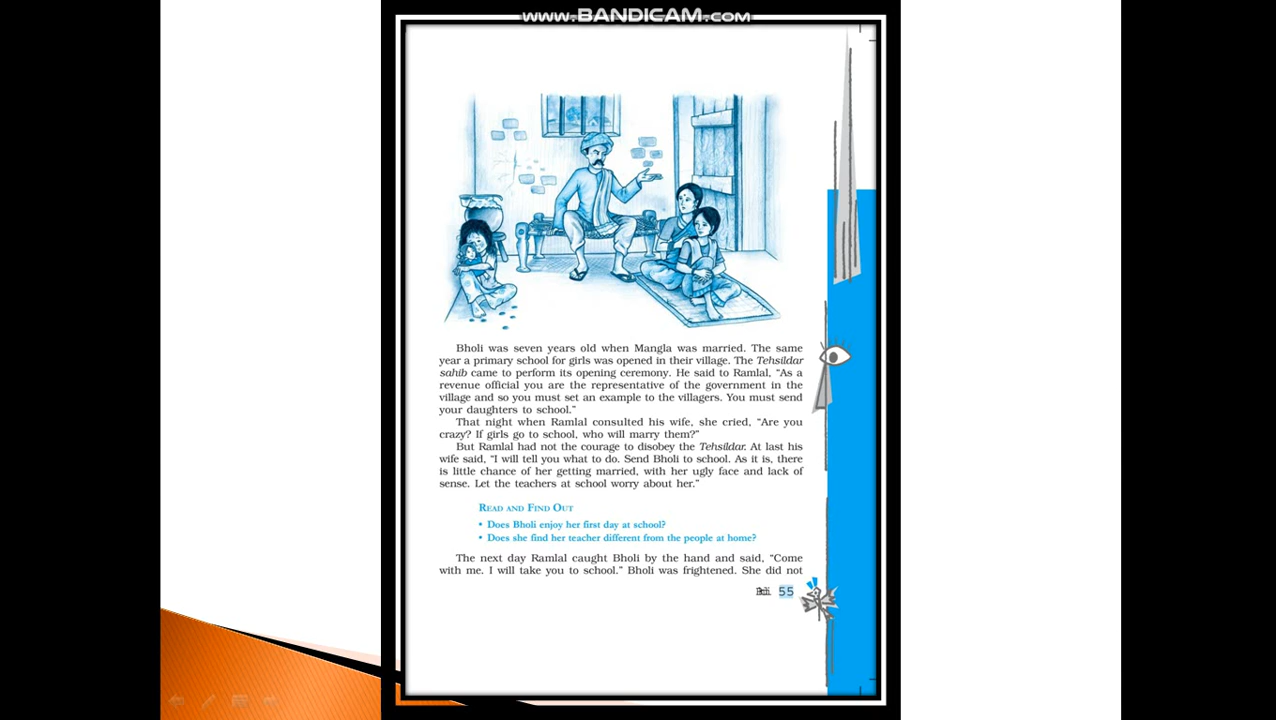 WWW.BANDICAM.COM
Bholi was seven years old when Mangla was married. The same
year a primary school for girls was opened in their village. The Tehsildar
sahib came to perform its opening ceremony. He said to Ramlal, “As a
revenue official you are the representative of the government in the
village and so you must set an example to the villagers. You must send
your daughters to school.”
That night when Ramlal consulted his wife, she cried, “Are you
crazy? If girls go to school, who will marry them?”
But Ramlal had not the courage to disobey the Tehsildar. At last his
wife said, “I will tell you what to do. Send Bholi to school. As it is, there
is little chance of her getting married, with her ugly face and lack of
sense. Let the teachers at school worry about her.”
READ AND FIND OUT
• Does Bholi enjoy her first day at school?
• Does she find her teacher different from the people at home?
The next day Ramlal caught Bholi by the hand and said, “Come
with me. I will take you to school.” Bholi was frightened. She did not
55